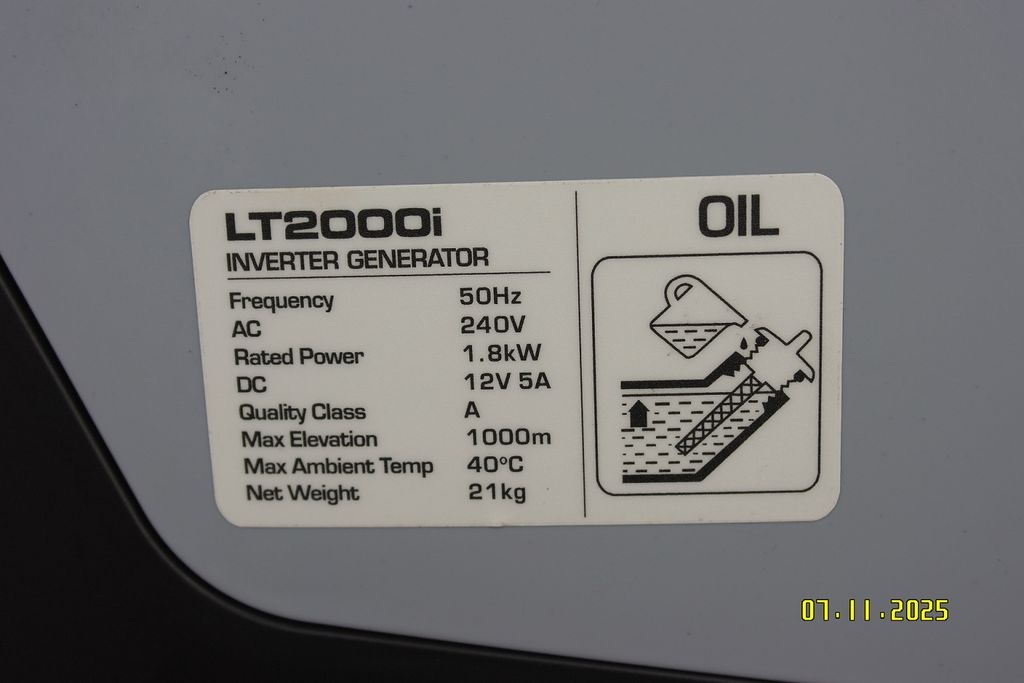 LT2000i
INVERTER GENERATOR
Frequency 50Hz
AC 240V
Rated Power 1.8kW
DC 12V 5A
Quality Class A
Max Elevation 1000m
Max Ambient Temp 40°C
Net Weight 21kg
OIL
07.11.2025